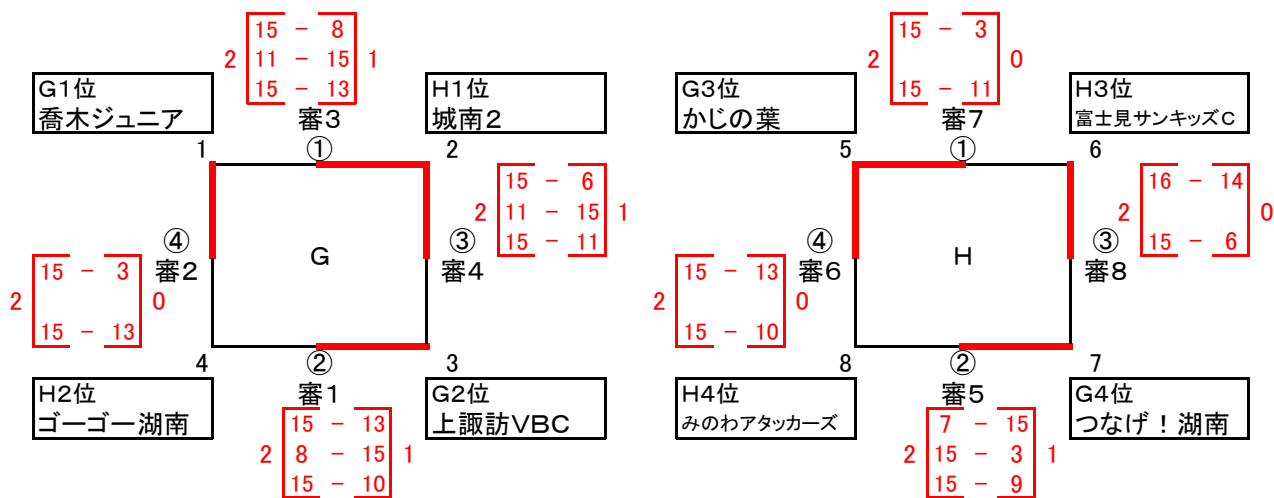 15 － 8
2 11 － 15 1
15 － 13
G1位
喬木ジュニア
H1位
城南2
審3
①
1
2
15 － 6
2 11 － 15 1
15 － 11
④
審2
G
③
審4
15 － 3
2 0
15 － 13
4
②
3
H2位
ゴーゴー湖南
審1
G2位
上諏訪VBC
15 － 13
2 8 － 15 1
15 － 10
15 － 3
2 0
15 － 11
G3位
かじの葉
H3位
富士見サンキッズC
審7
①
5
6
16 － 14
2 0
15 － 6
④
審6
H
③
審8
15 － 13
2 0
15 － 10
8
②
7
H4位
みのわアタッカーズ
審5
G4位
つなげ！湖南
7 － 15
2 15 － 3 1
15 － 9